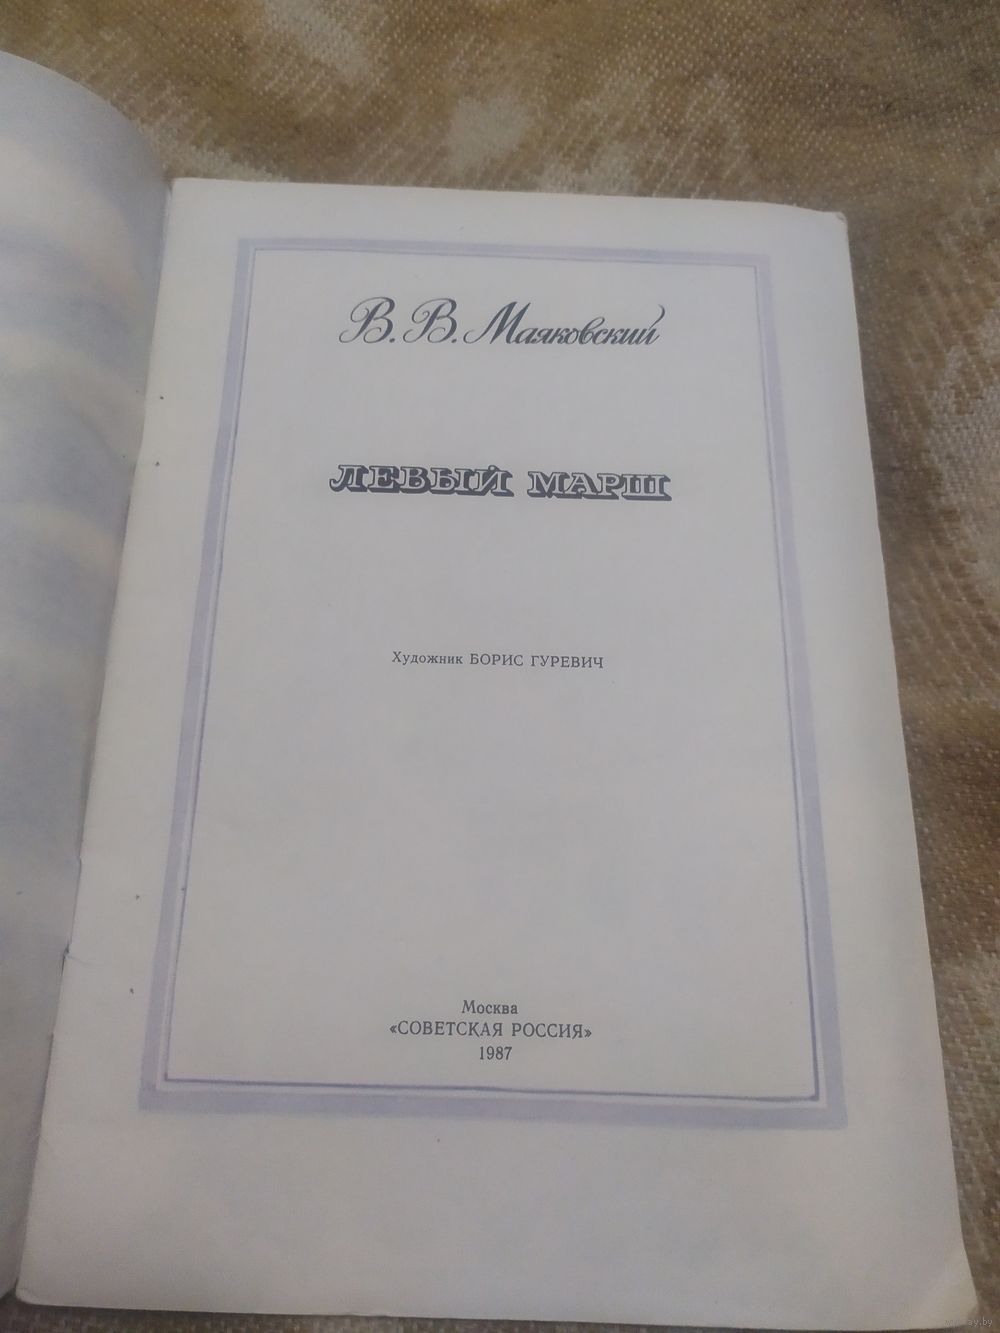 В. В. Маяковский
ЛЕВЫЙ МАРШ
Художник БОРИС ГУРЕВИЧ
Москва
«СОВЕТСКАЯ РОССИЯ»
1987